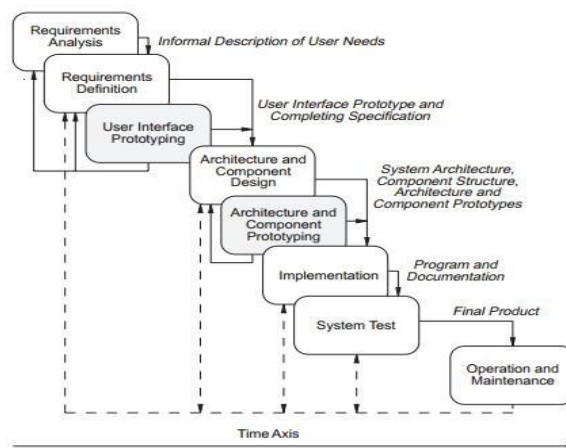 Requirements
Analysis
Informal Description of User Needs
Requirements
Definition
User Interface Prototype and
Completing Specification
User Interface
Prototyping
Architecture and
Component
Design
System Architecture,
Component Structure,
Architecture and
Component Prototypes
Architecture and
Component
Prototyping
Implementation
Program and
Documentation
System Test
Final Product
Operation and
Maintenance
Time Axis